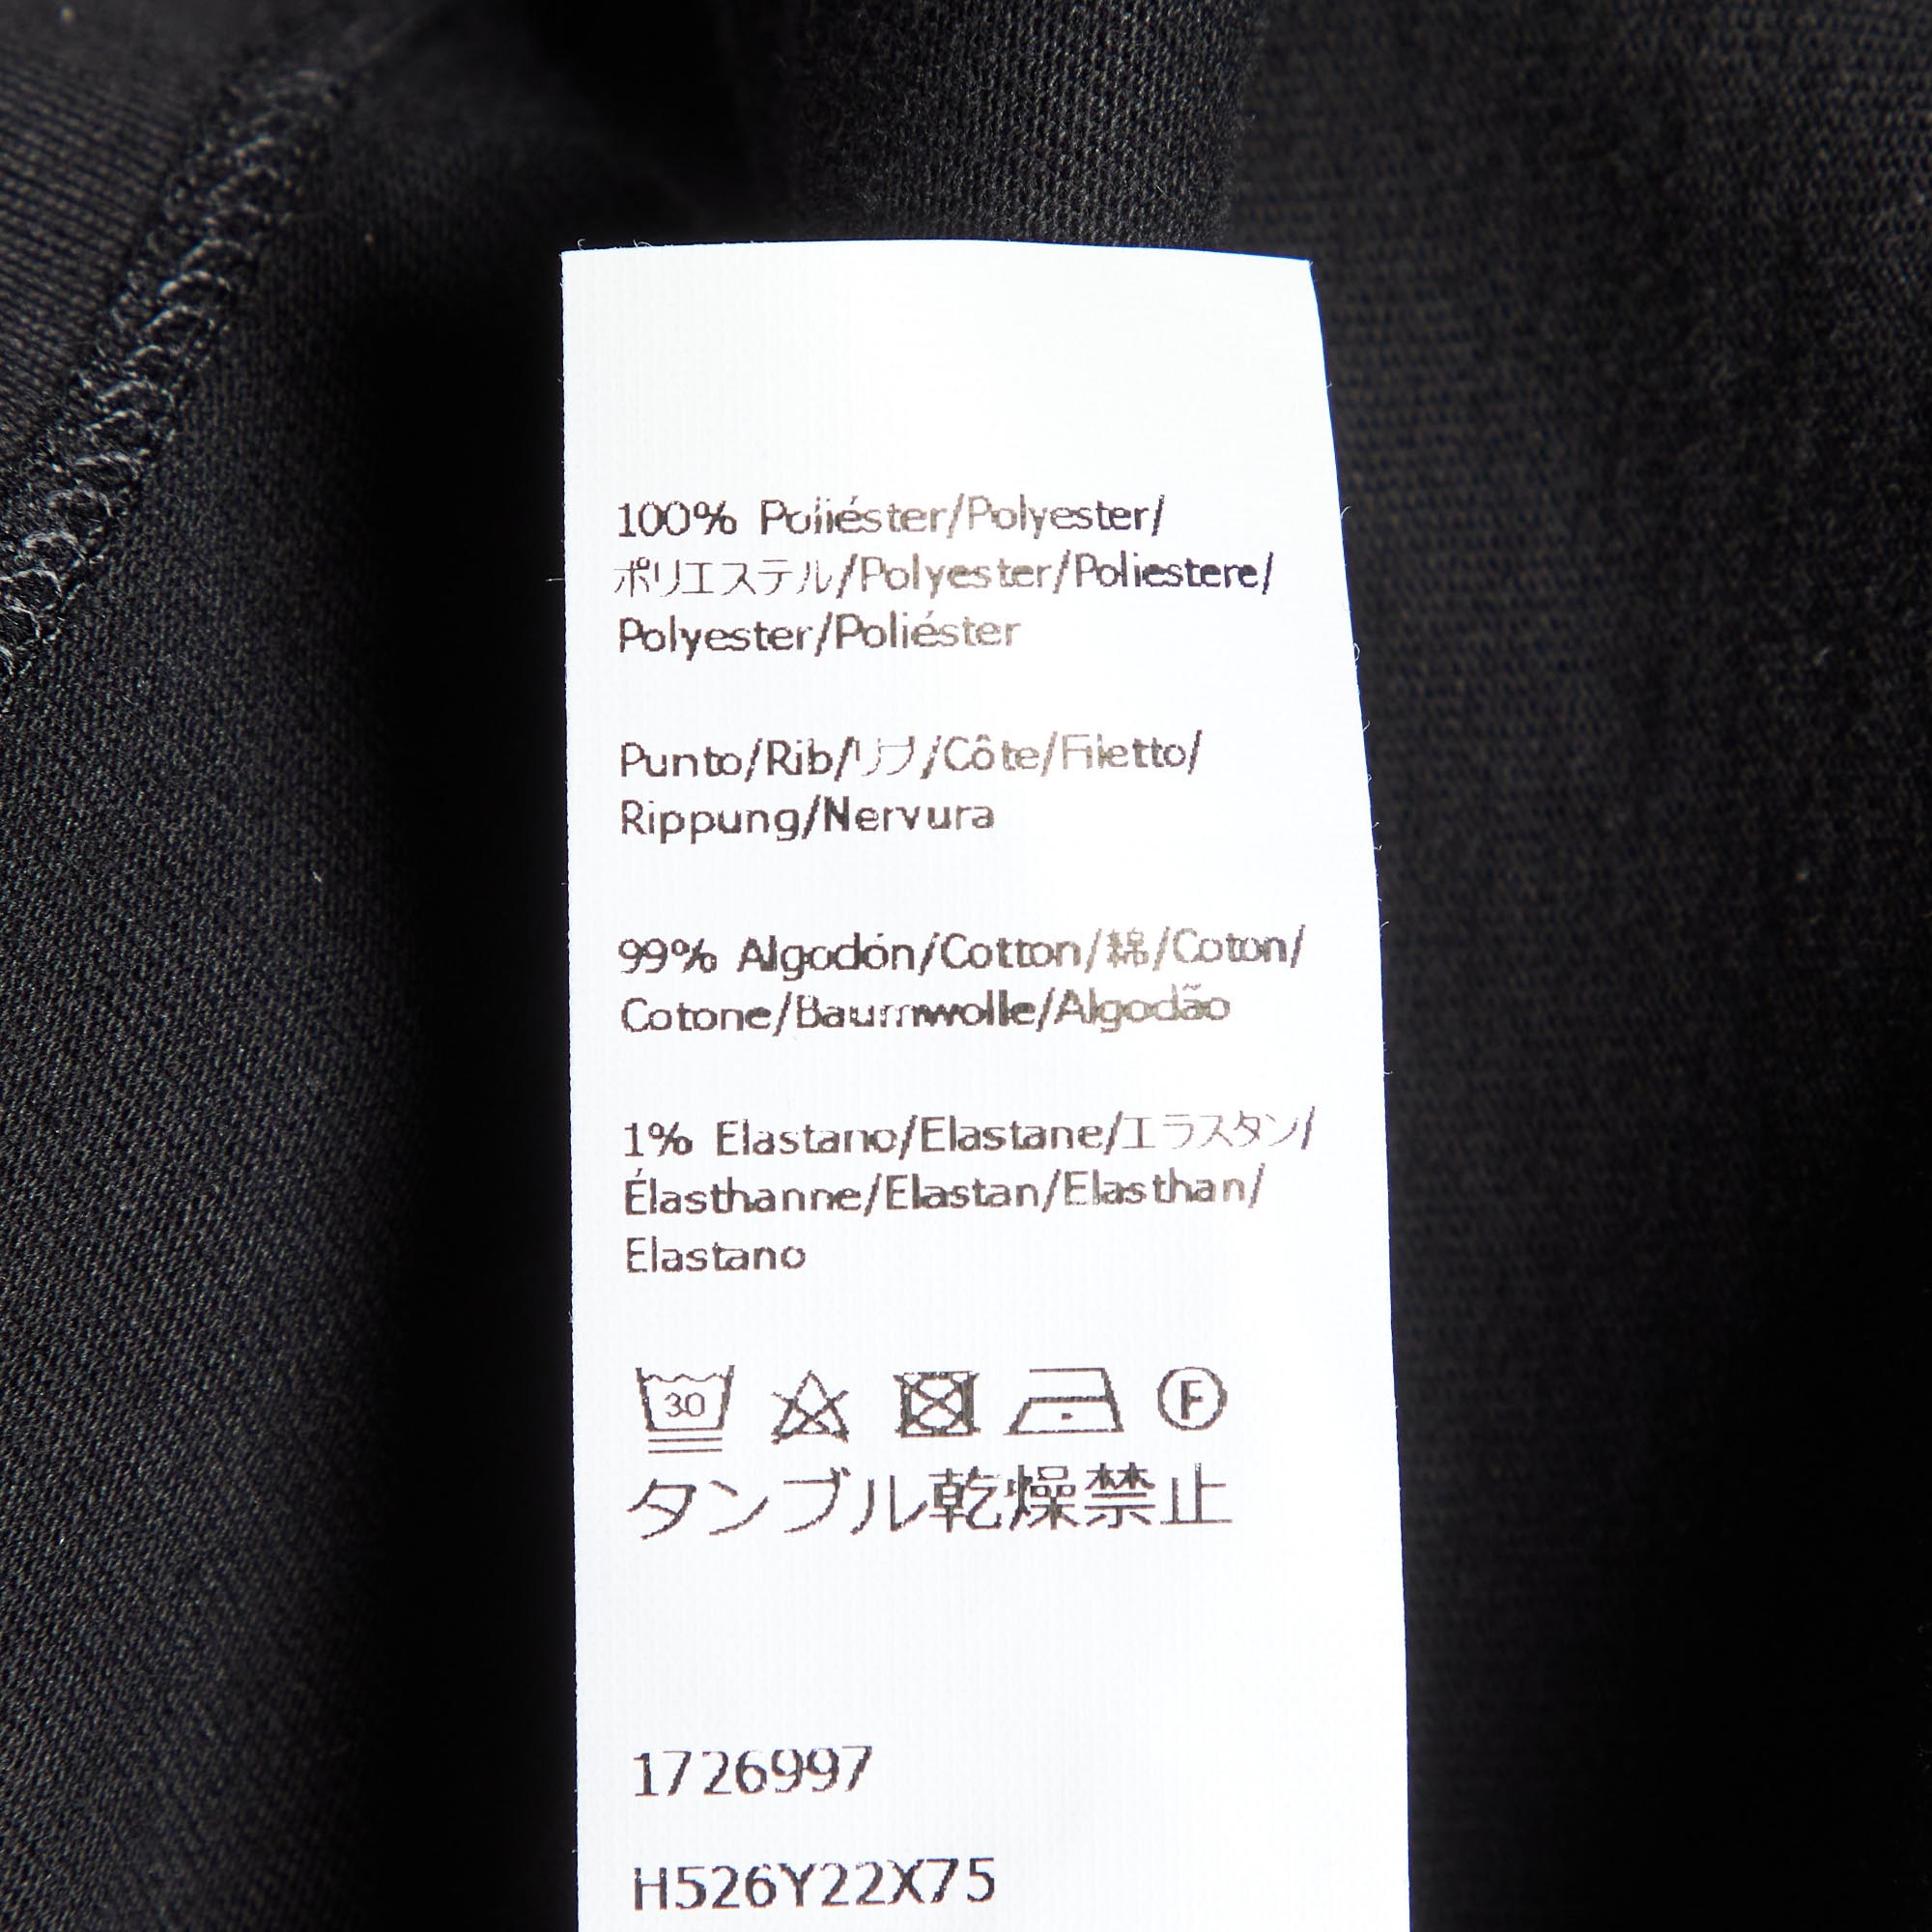 100% Poliéster/Polyester/
ポリエステル/Polyester/Poliestere/
Polyester/Poliéster
Punto/Rib/リブ/Côte/Filetto/
Rippung/Nervura
99% Algodón/Cotton/綿/Coton/
Cotone/Baumwolle/Algodão
1% Elastano/Elastane/エラスタン/
Élasthanne/Elastan/Elasthan/
Elastano
30 F
タンブル乾燥禁止
1726997
H526Y22X75